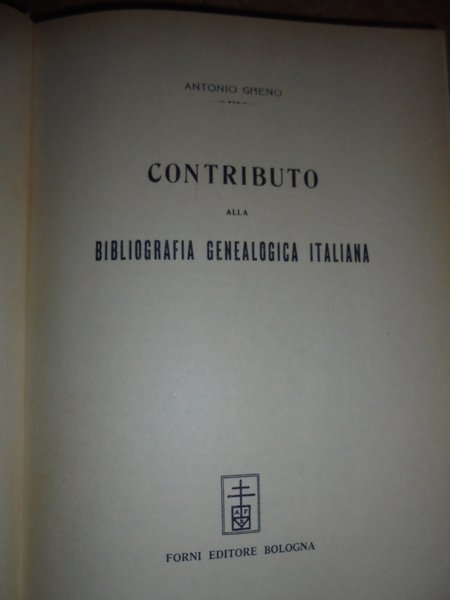 ANTONIO GHENO
CONTRIBUTO
ALLA
BIBLIOGRAFIA GENEALOGICA ITALIANA
FORNI EDITORE BOLOGNA